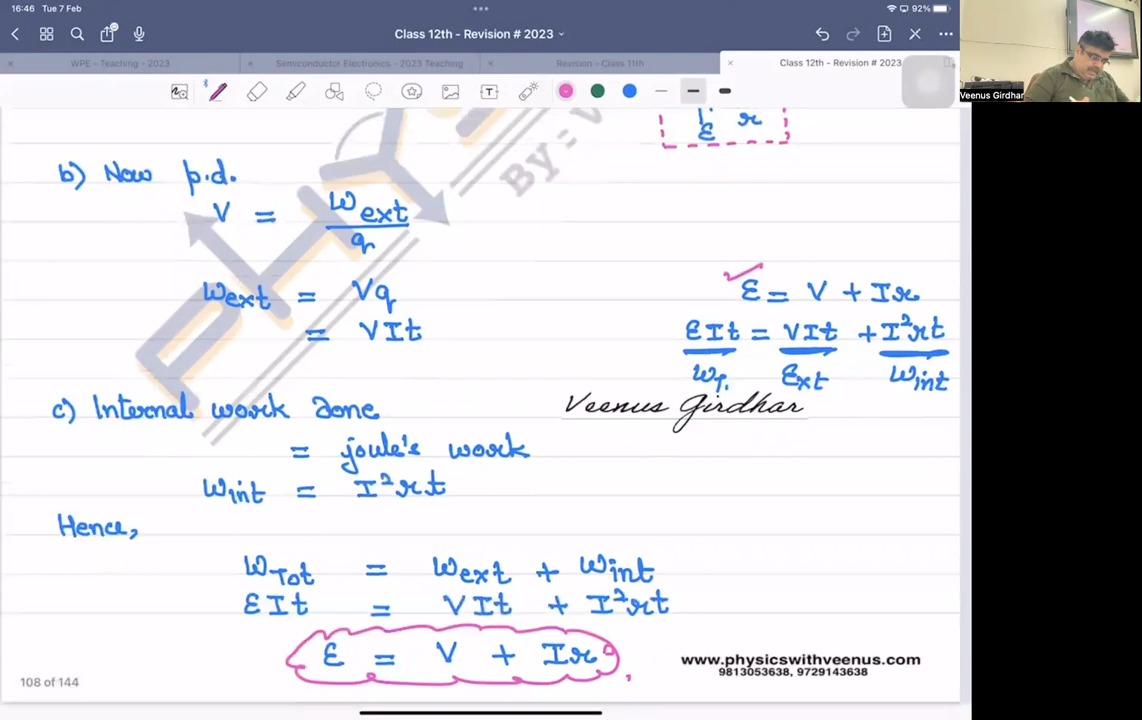 16:46 Tue 7 Feb
92%
Class 12th - Revision # 2023
WPE - Teaching - 2023
Semiconductor Electronics - 2023 Teaching
Revision - Class 11th
Class 12th - Revision # 2023
Veenus Girdhar
ε r
PHY
By = V
b) Now p.d.
V = Wext / q
Wext = Vq
= VIt
ε = V + Ir
εIt = VIt + I²rt
WT. Ext Wint
c) Internal work done
Veenus Girdhar
= joule's work
Wint = I²rt
Hence,
WTot = Wext + Wint
εIt = VIt + I²rt
ε = V + Ir
www.physicswithveenus.com
9813053638, 9729143638
108 of 144